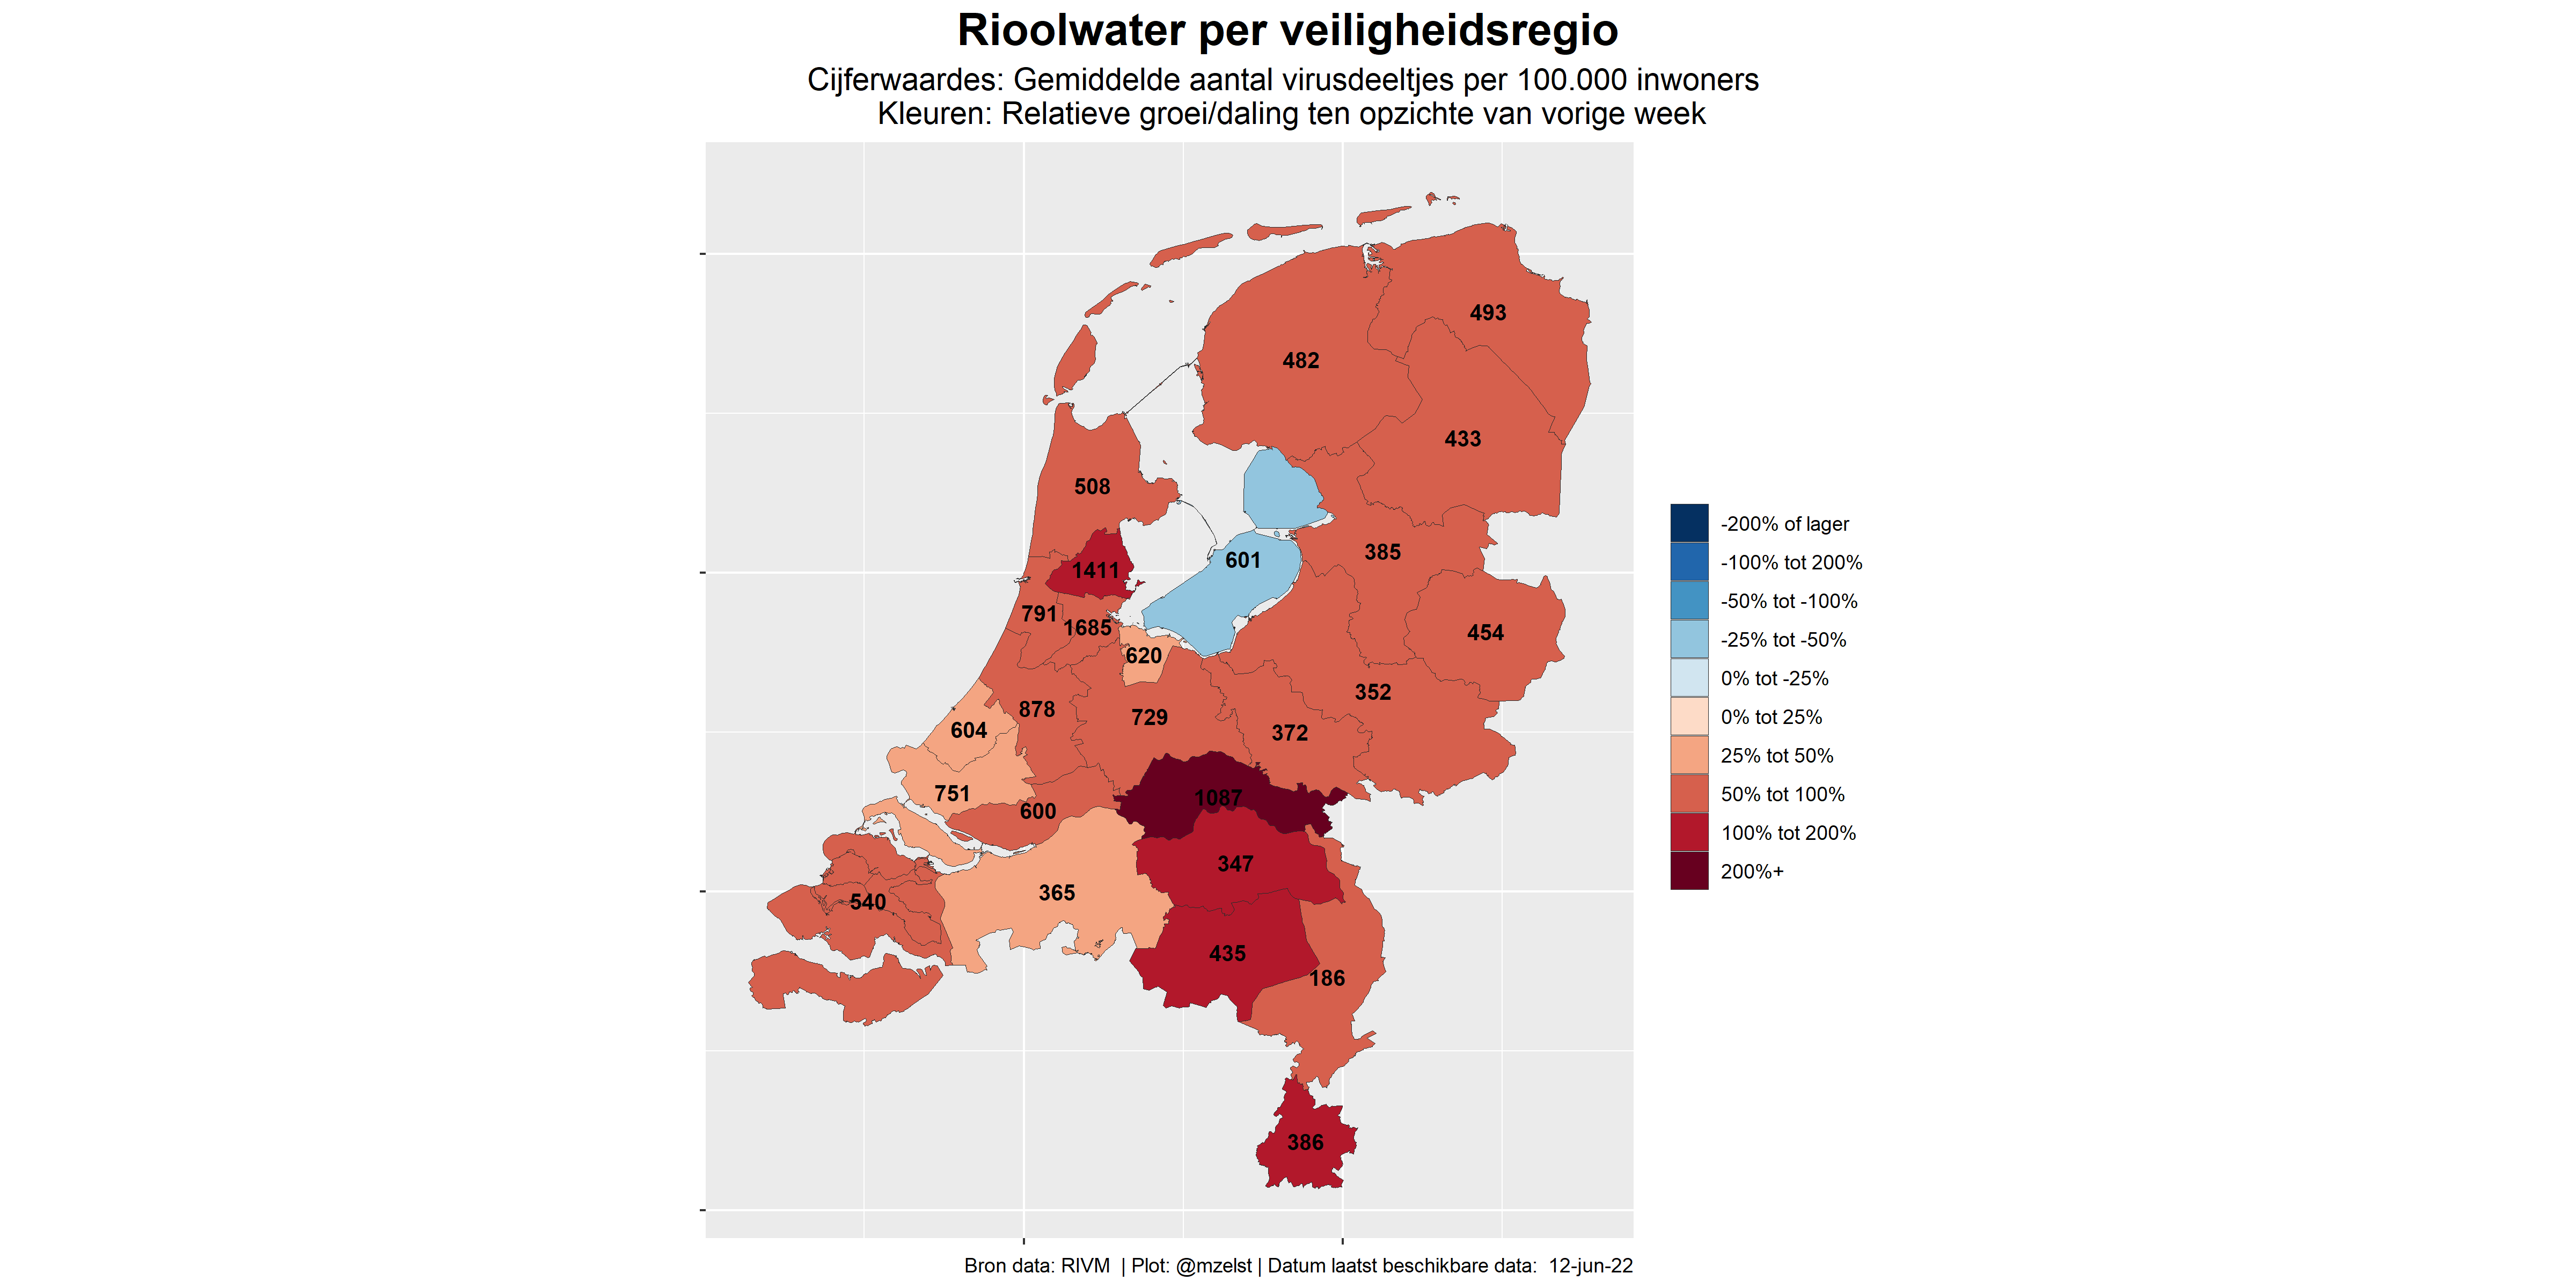 Rioolwater per veiligheidsregio
Cijferwaardes: Gemiddelde aantal virusdeeltjes per 100.000 inwoners
Kleuren: Relatieve groei/daling ten opzichte van vorige week
493
482
433
508
385
601
1411
791
1685
454
620
352
878
729
604
372
751
1087
600
347
365
540
435
186
386
-200% of lager
-100% tot 200%
-50% tot -100%
-25% tot -50%
0% tot -25%
0% tot 25%
25% tot 50%
50% tot 100%
100% tot 200%
200%+
Bron data: RIVM | Plot: @mzelst | Datum laatst beschikbare data: 12-jun-22